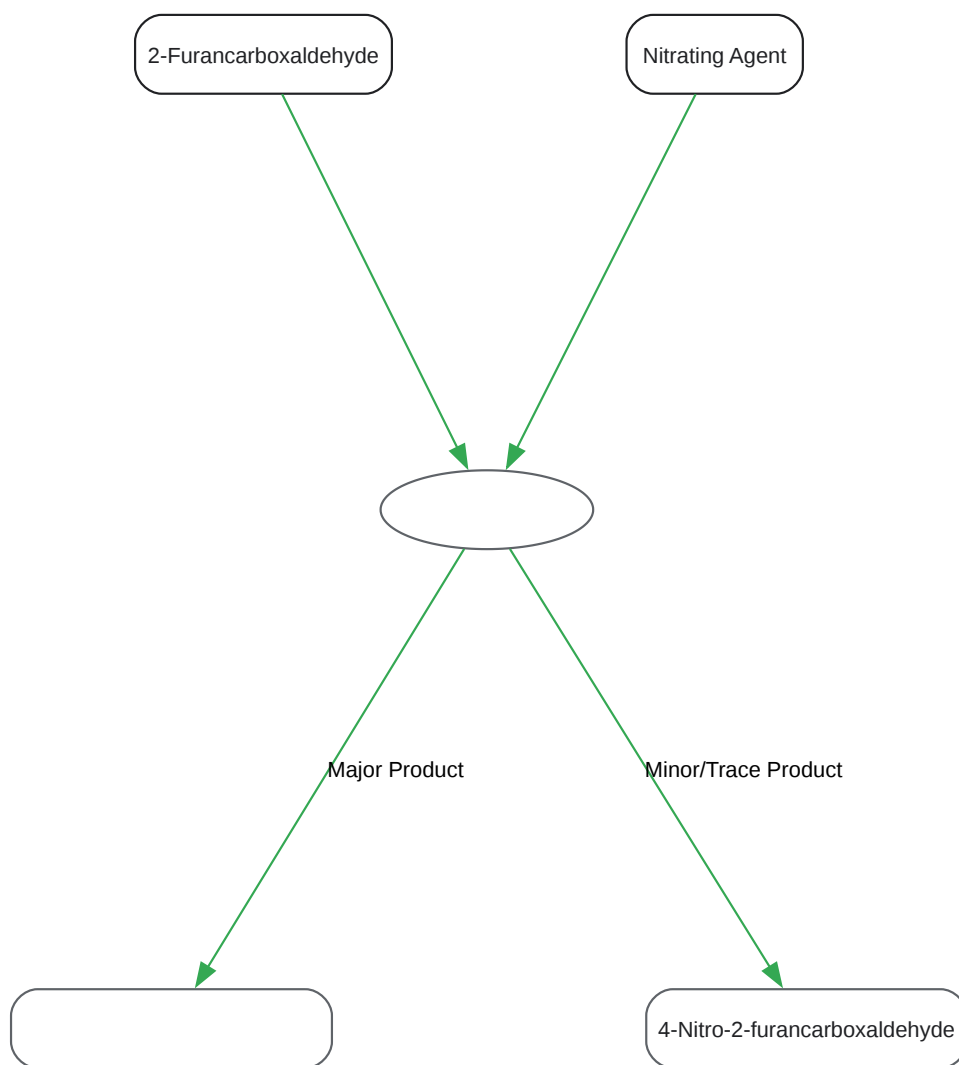 2-Furancarboxaldehyde
Nitrating Agent
Major Product
Minor/Trace Product
4-Nitro-2-furancarboxaldehyde